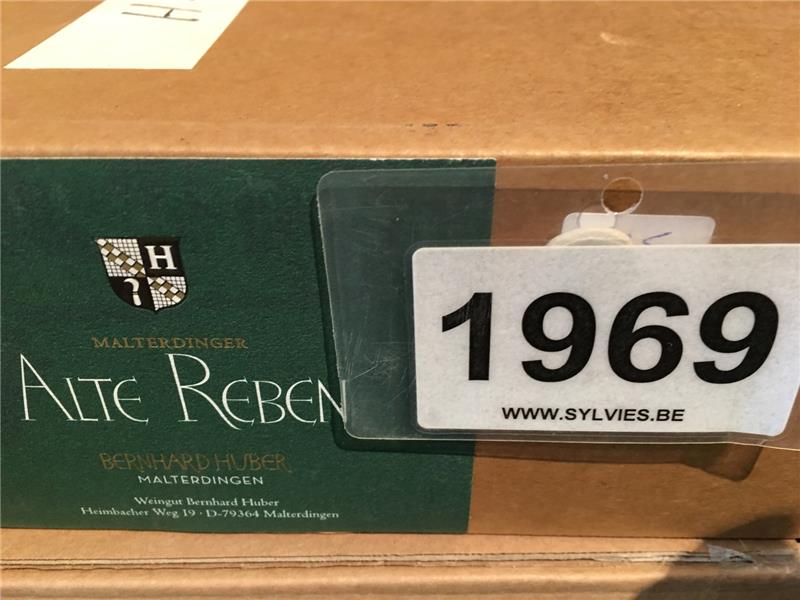 H
H
?
MALTERDINGER
ALTE REBEN
BERNHARD HUBER
MALTERDINGEN
Weingut Bernhard Huber
Heimbacher Weg 19 · D-79364 Malterdingen
1969
WWW.SYLVIES.BE